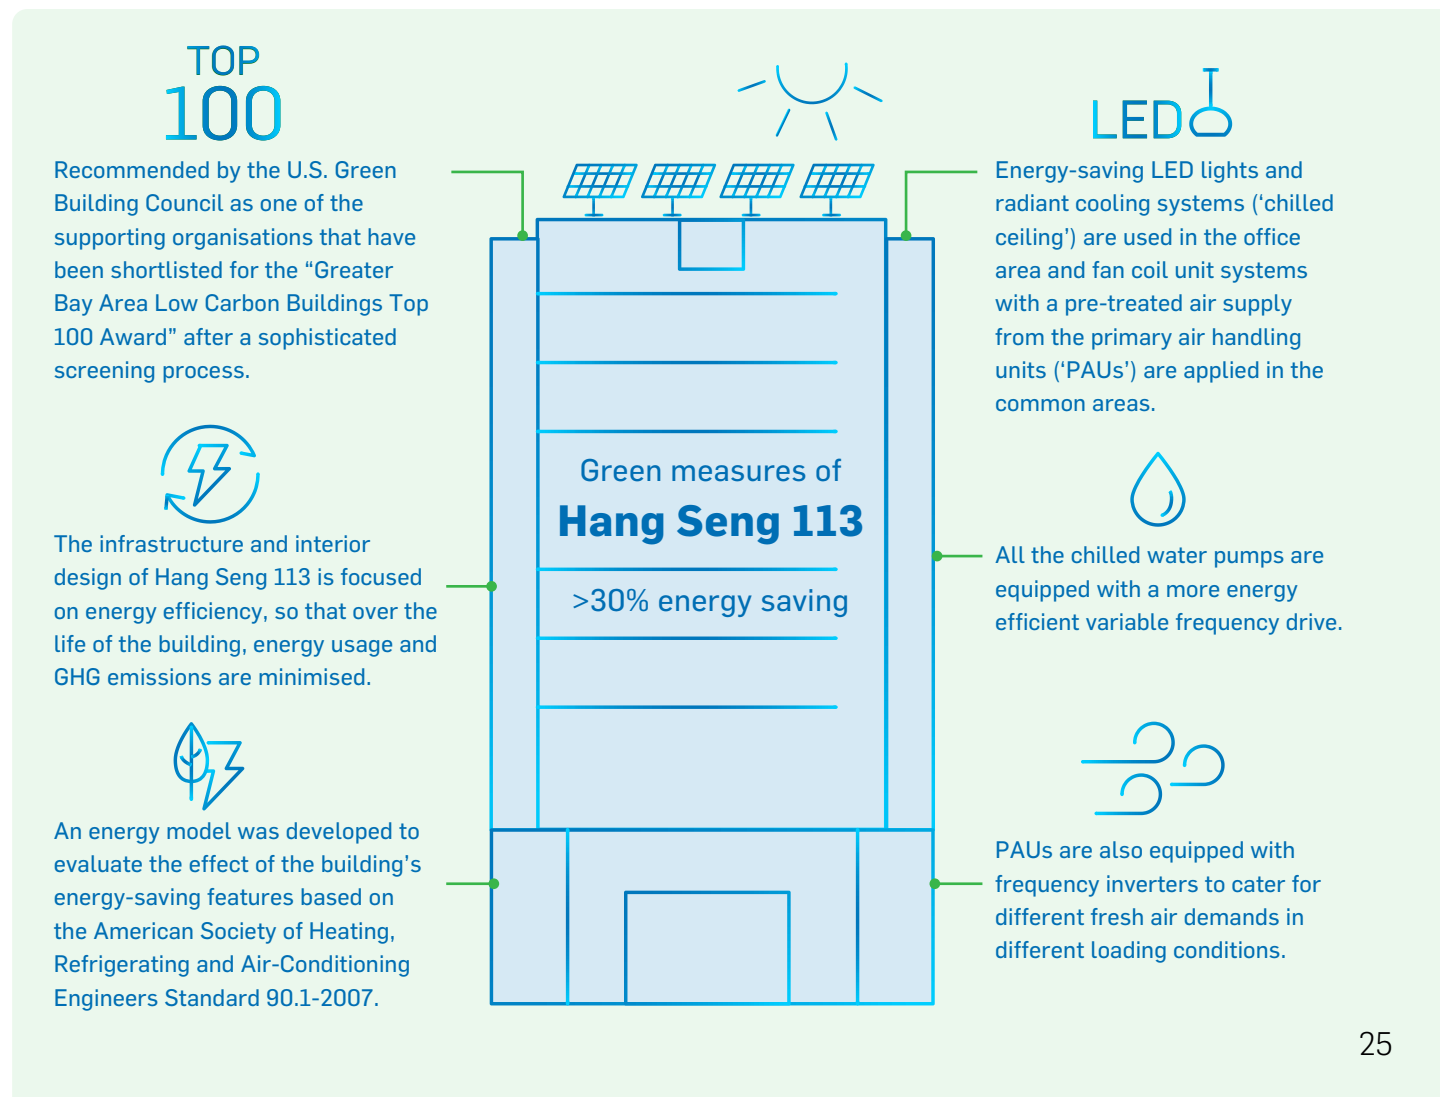 TOP
100
Recommended by the U.S. Green
Building Council as one of the
supporting organisations that have
been shortlisted for the “Greater
Bay Area Low Carbon Buildings Top
100 Award” after a sophisticated
screening process.
The infrastructure and interior
design of Hang Seng 113 is focused
on energy efficiency, so that over the
life of the building, energy usage and
GHG emissions are minimised.
An energy model was developed to
evaluate the effect of the building’s
energy-saving features based on
the American Society of Heating,
Refrigerating and Air-Conditioning
Engineers Standard 90.1-2007.
Green measures of
Hang Seng 113
>30% energy saving
LED
Energy-saving LED lights and
radiant cooling systems (‘chilled
ceiling’) are used in the office
area and fan coil unit systems
with a pre-treated air supply
from the primary air handling
units (‘PAUs’) are applied in the
common areas.
All the chilled water pumps are
equipped with a more energy
efficient variable frequency drive.
PAUs are also equipped with
frequency inverters to cater for
different fresh air demands in
different loading conditions.
25